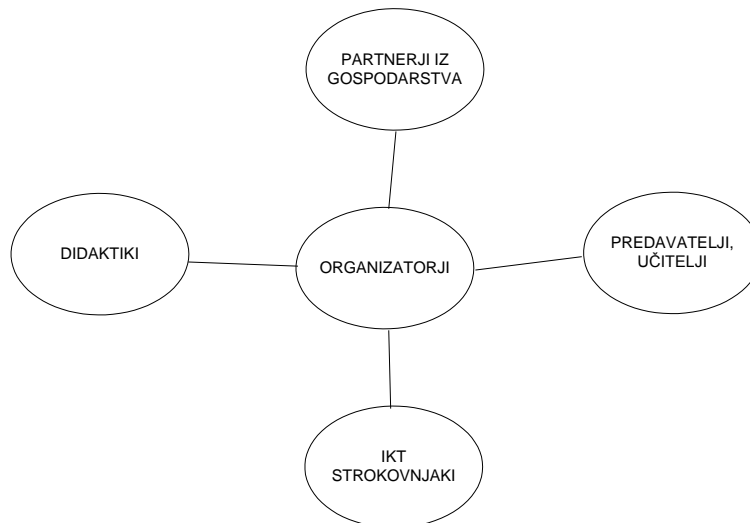 PARTNERJI IZ
GOSPODARSTVA
DIDAKTIKI
ORGANIZATORJI
PREDAVATELJI,
UČITELJI
IKT
STROKOVNJAKI